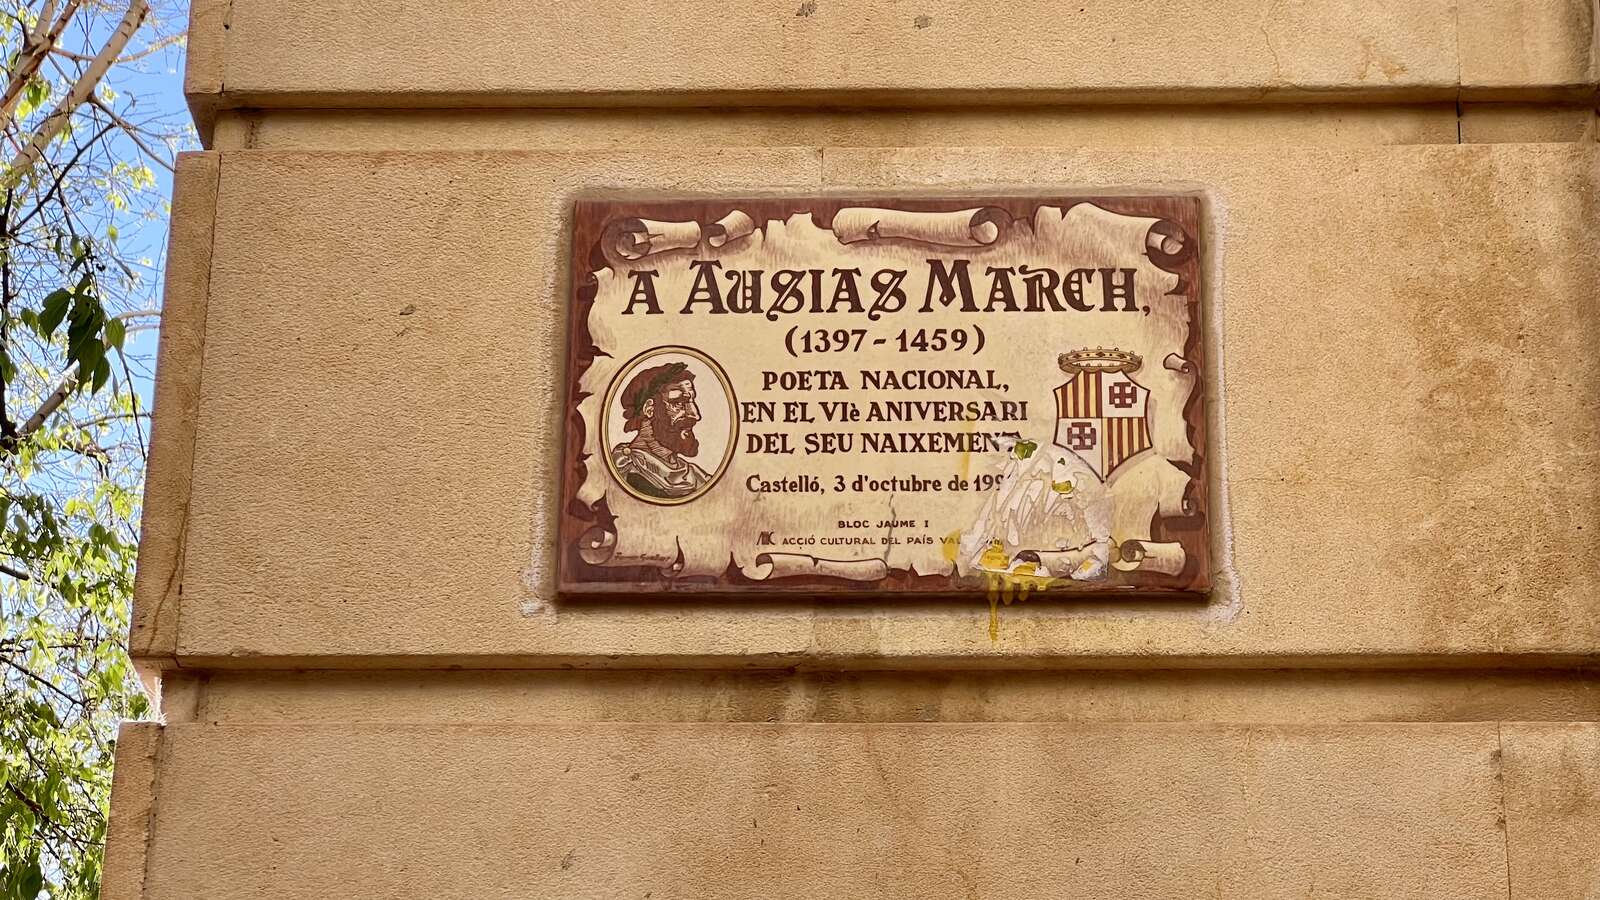 A AUSIAS MARCH,
(1397-1459)
POETA NACIONAL,
EN EL VIè ANIVERSARI
DEL SEU NAIXEMENT
Castelló, 3 d'octubre de
BLOC JAUME I
ACCIÓ CULTURAL DEL PAÍS